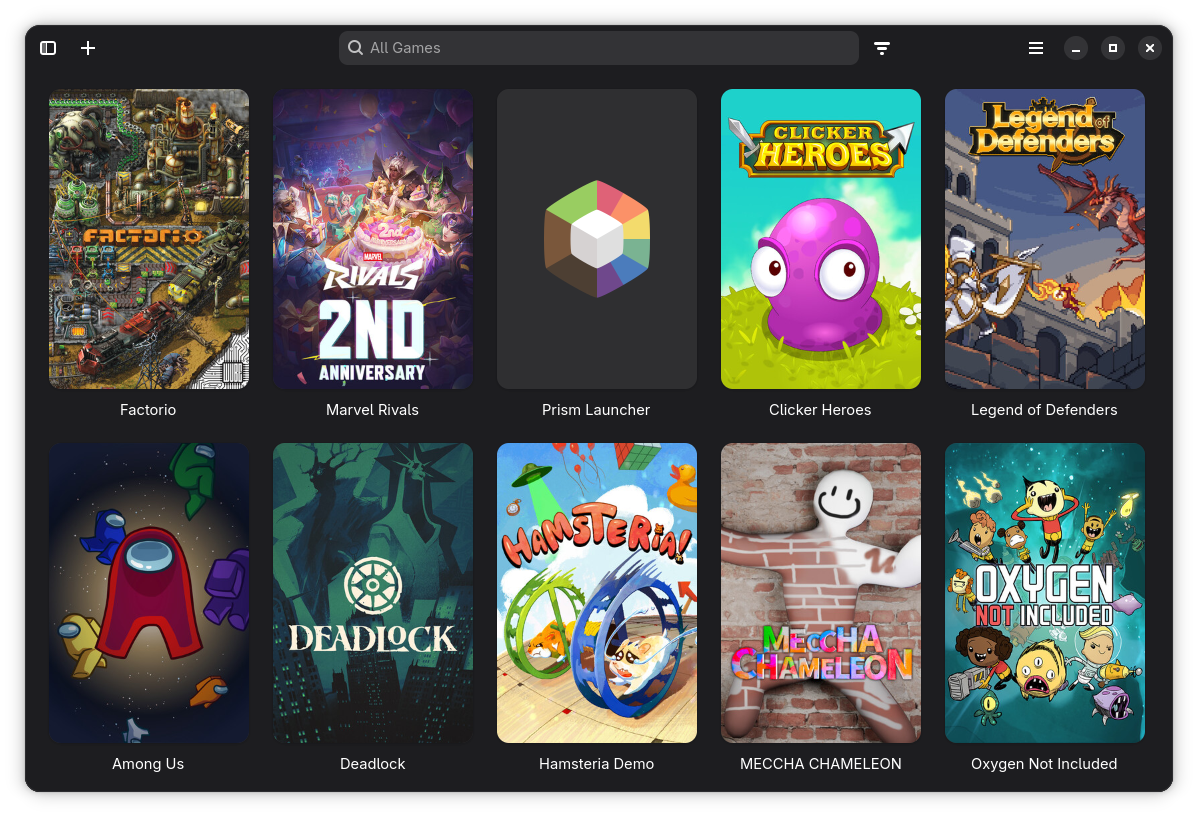 All Games
FACTORIO
WUBE
2nd
ANNIVERSARY
MARVEL
RIVALS
2ND
ANNIVERSARY
CLICKER
HEROES
Legend of
Defenders
Factorio
Marvel Rivals
Prism Launcher
Clicker Heroes
Legend of Defenders
DEADLOCK
HAMSTERIA!
MECCHA
CHAMELEON
OXYGEN
NOT INCLUDED
Among Us
Deadlock
Hamsteria Demo
MECCHA CHAMELEON
Oxygen Not Included